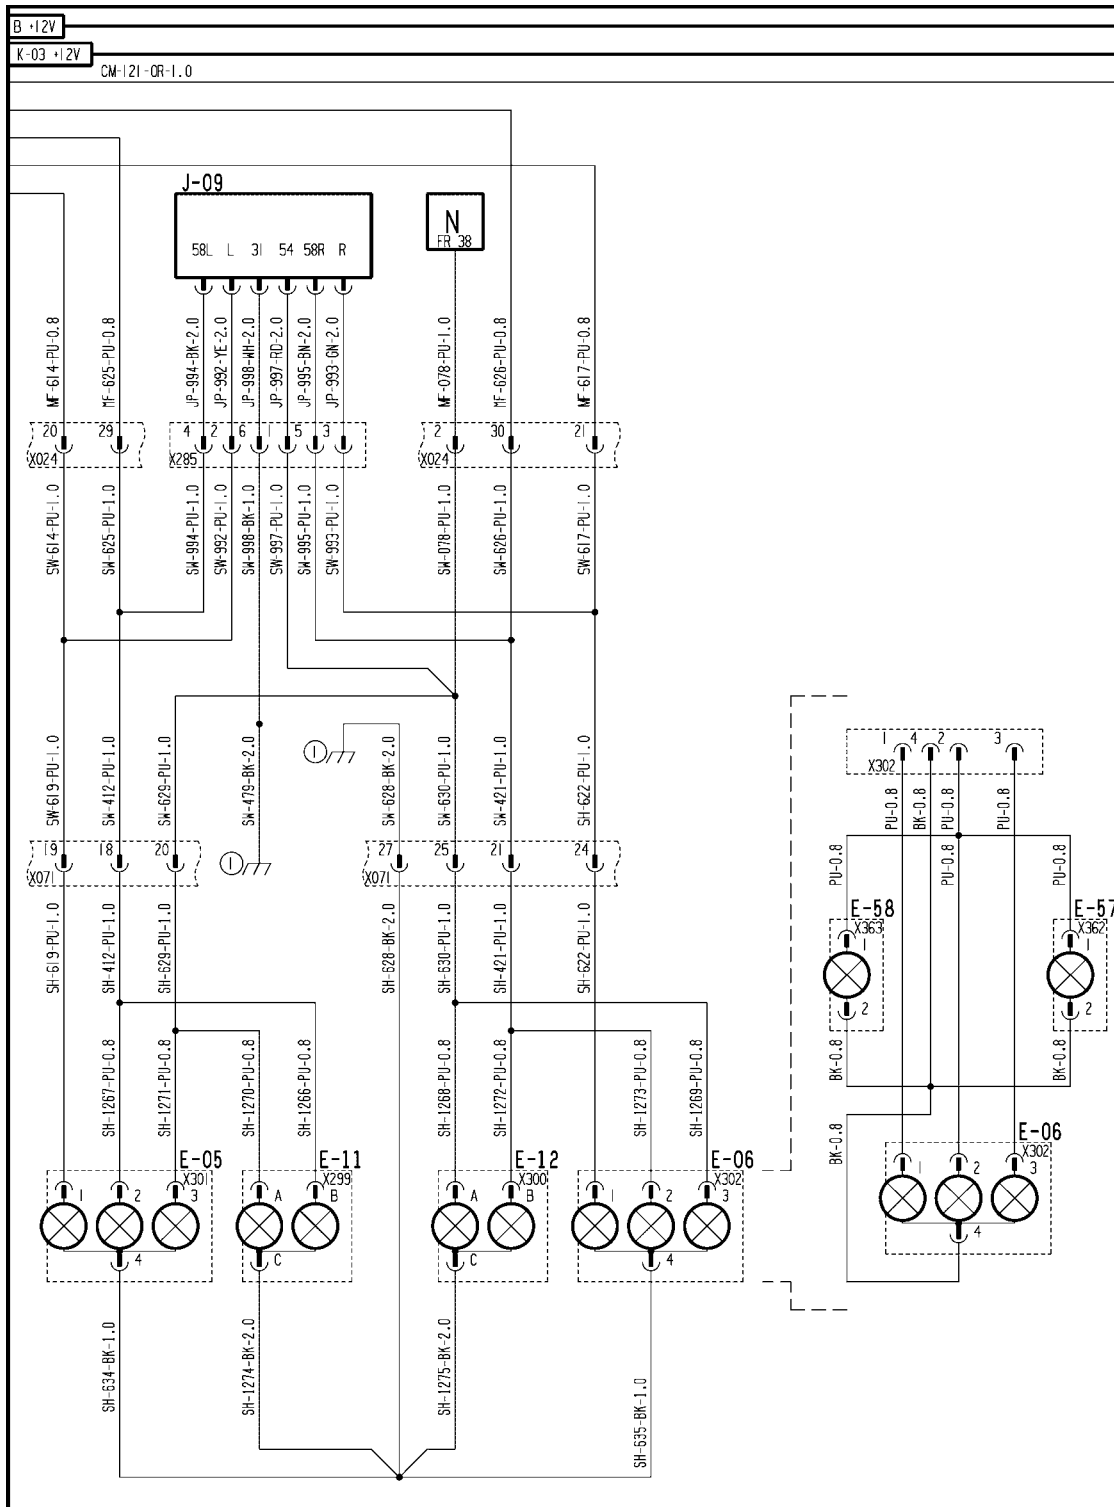 B +12V
K-03 +12V
CM-121-OR-1.0
J-09
58L L 31 54 58R R
N
FR 38
MF-614-PU-0.8
MF-625-PU-0.8
JP-994-BK-2.0
JP-992-YE-2.0
JP-998-WH-2.0
JP-997-RD-2.0
JP-995-BN-2.0
JP-993-GN-2.0
MF-078-PU-1.0
MF-626-PU-0.8
MF-617-PU-0.8
20 29 4 2 6 1 5 3 2 30 21
X024 X285 X024
SW-614-PU-1.0
SW-625-PU-1.0
SW-994-PU-1.0
SW-992-PU-1.0
SW-998-BK-1.0
SW-997-PU-1.0
SW-995-PU-1.0
SW-993-PU-1.0
SW-078-PU-1.0
SW-626-PU-1.0
SW-617-PU-1.0
SW-619-PU-1.0
SW-412-PU-1.0
SW-629-PU-1.0
SW-479-BK-2.0
1
SW-628-BK-2.0
SW-630-PU-1.0
SW-421-PU-1.0
SH-622-PU-1.0
19 18 20 1 27 25 21 24
X071 X071
SH-619-PU-1.0
SH-412-PU-1.0
SH-629-PU-1.0
SH-628-BK-2.0
SH-630-PU-1.0
SH-421-PU-1.0
SH-622-PU-1.0
SH-1267-PU-0.8
SH-1271-PU-0.8
SH-1270-PU-0.8
SH-1266-PU-0.8
SH-1268-PU-0.8
SH-1272-PU-0.8
SH-1273-PU-0.8
SH-1269-PU-0.8
E-05 E-11 E-12 E-06
X301 X299 X300 X302
1 2 3 A B A B 1 2 3
4 C C 4
SH-634-BK-1.0
SH-1274-BK-2.0
SH-1275-BK-2.0
SH-635-BK-1.0
1 4 2 3
X302
PU-0.8
BK-0.8
PU-0.8
PU-0.8
PU-0.8
PU-0.8
PU-0.8
E-58 E-57
X363 X362
1 1
2 2
BK-0.8
BK-0.8
BK-0.8
E-06
X302
1 2 3
4